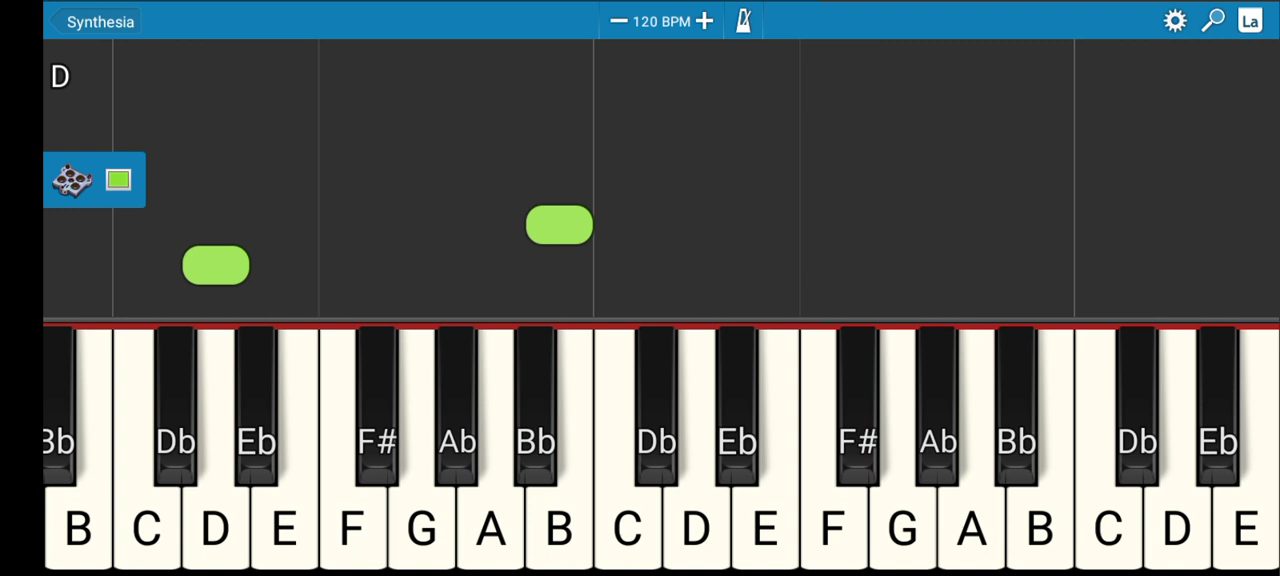 Synthesia
120 BPM
La
D
Bb Db Eb F# Ab Bb Db Eb F# Ab Bb Db Eb
B C D E F G A B C D E F G A B C D E